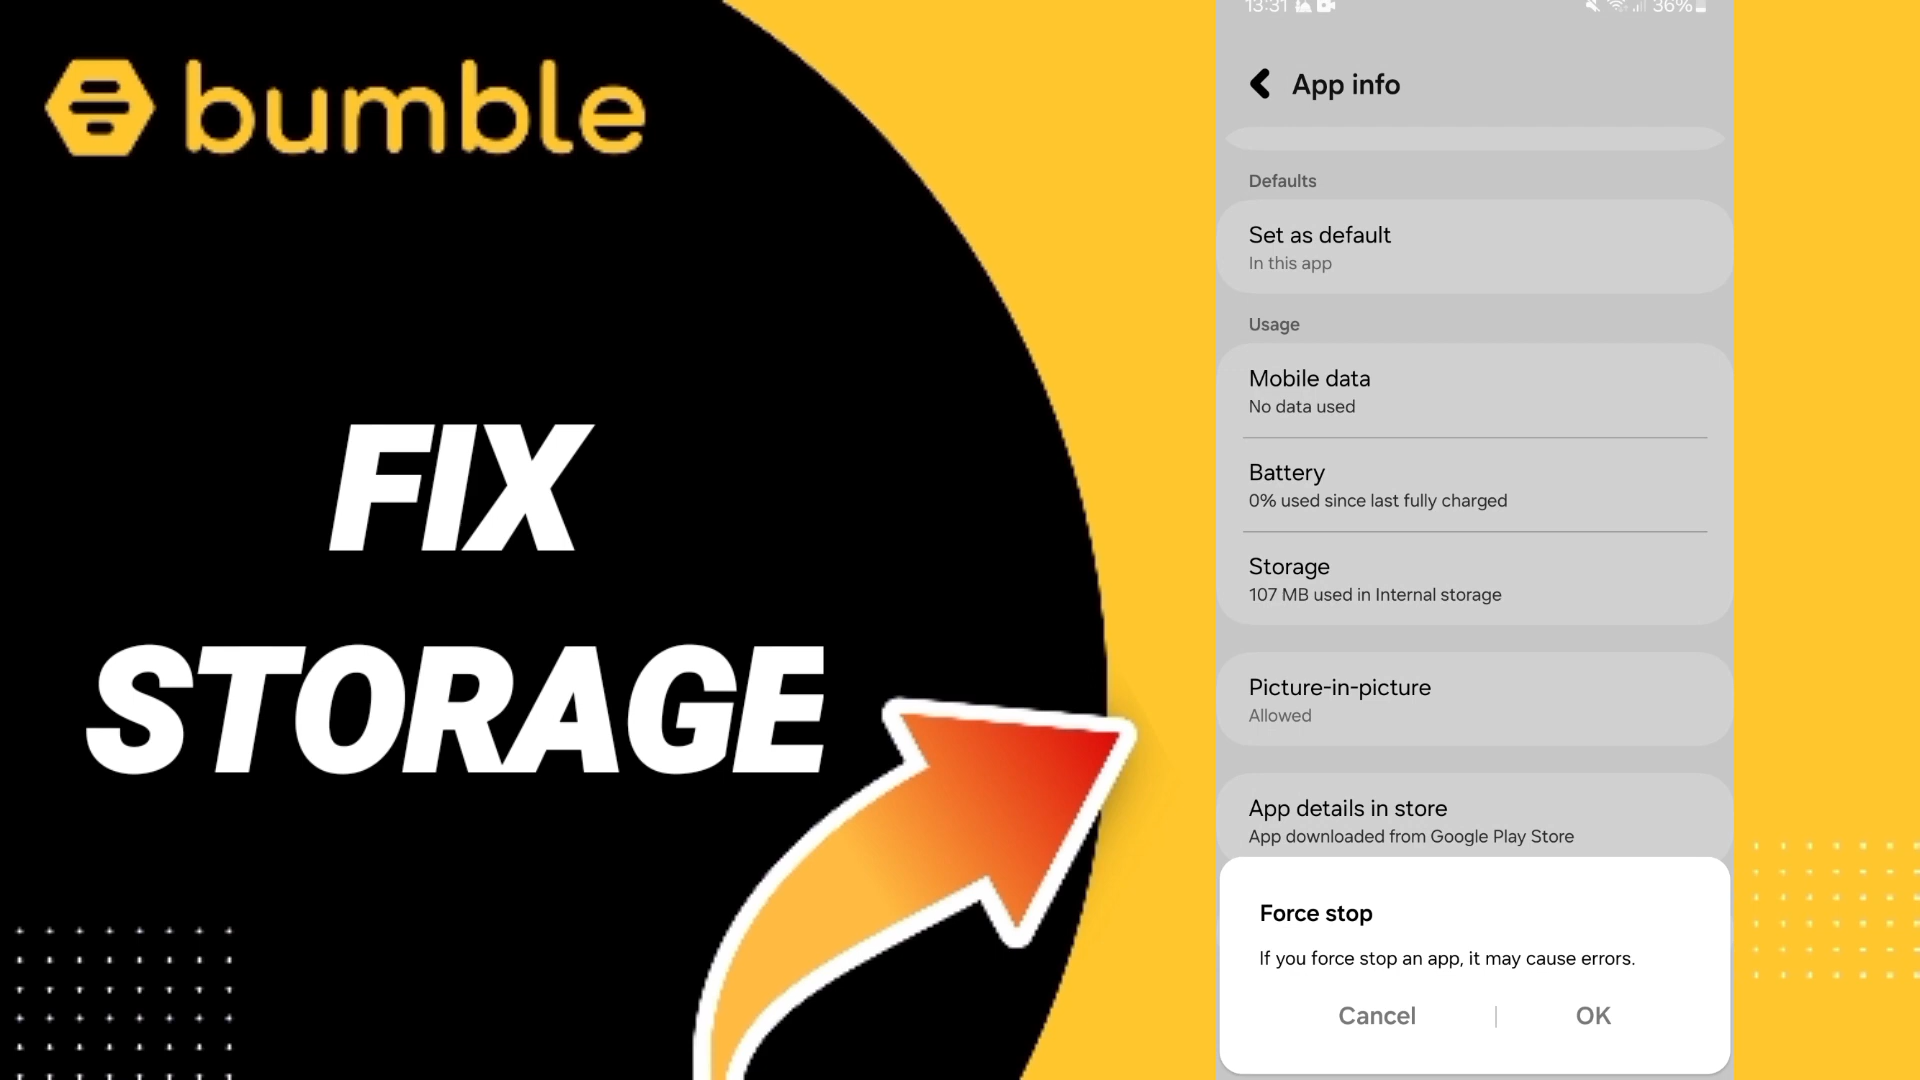 bumble
FIX
STORAGE
13:31
36%
App info
Defaults
Set as default
In this app
Usage
Mobile data
No data used
Battery
0% used since last fully charged
Storage
107 MB used in Internal storage
Picture-in-picture
Allowed
App details in store
App downloaded from Google Play Store
Force stop
If you force stop an app, it may cause errors.
Cancel | OK